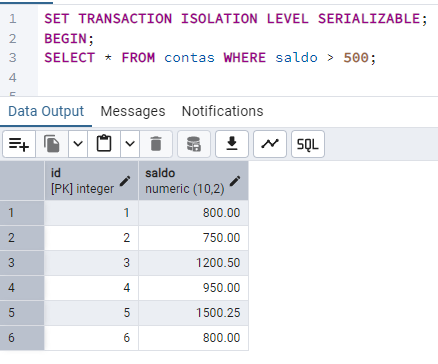 1 SET TRANSACTION ISOLATION LEVEL SERIALIZABLE;
2 BEGIN;
3 SELECT * FROM contas WHERE saldo > 500;
4
5
Data Output Messages Notifications
SQL
id saldo
[PK] integer numeric (10,2)
1 1 800.00
2 2 750.00
3 3 1200.50
4 4 950.00
5 5 1500.25
6 6 800.00